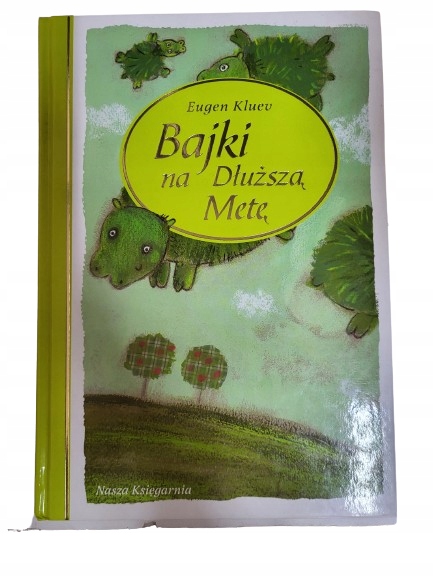 Eugen Kluev
Bajki
na Dłuższą
Metę
Nasza Księgarnia